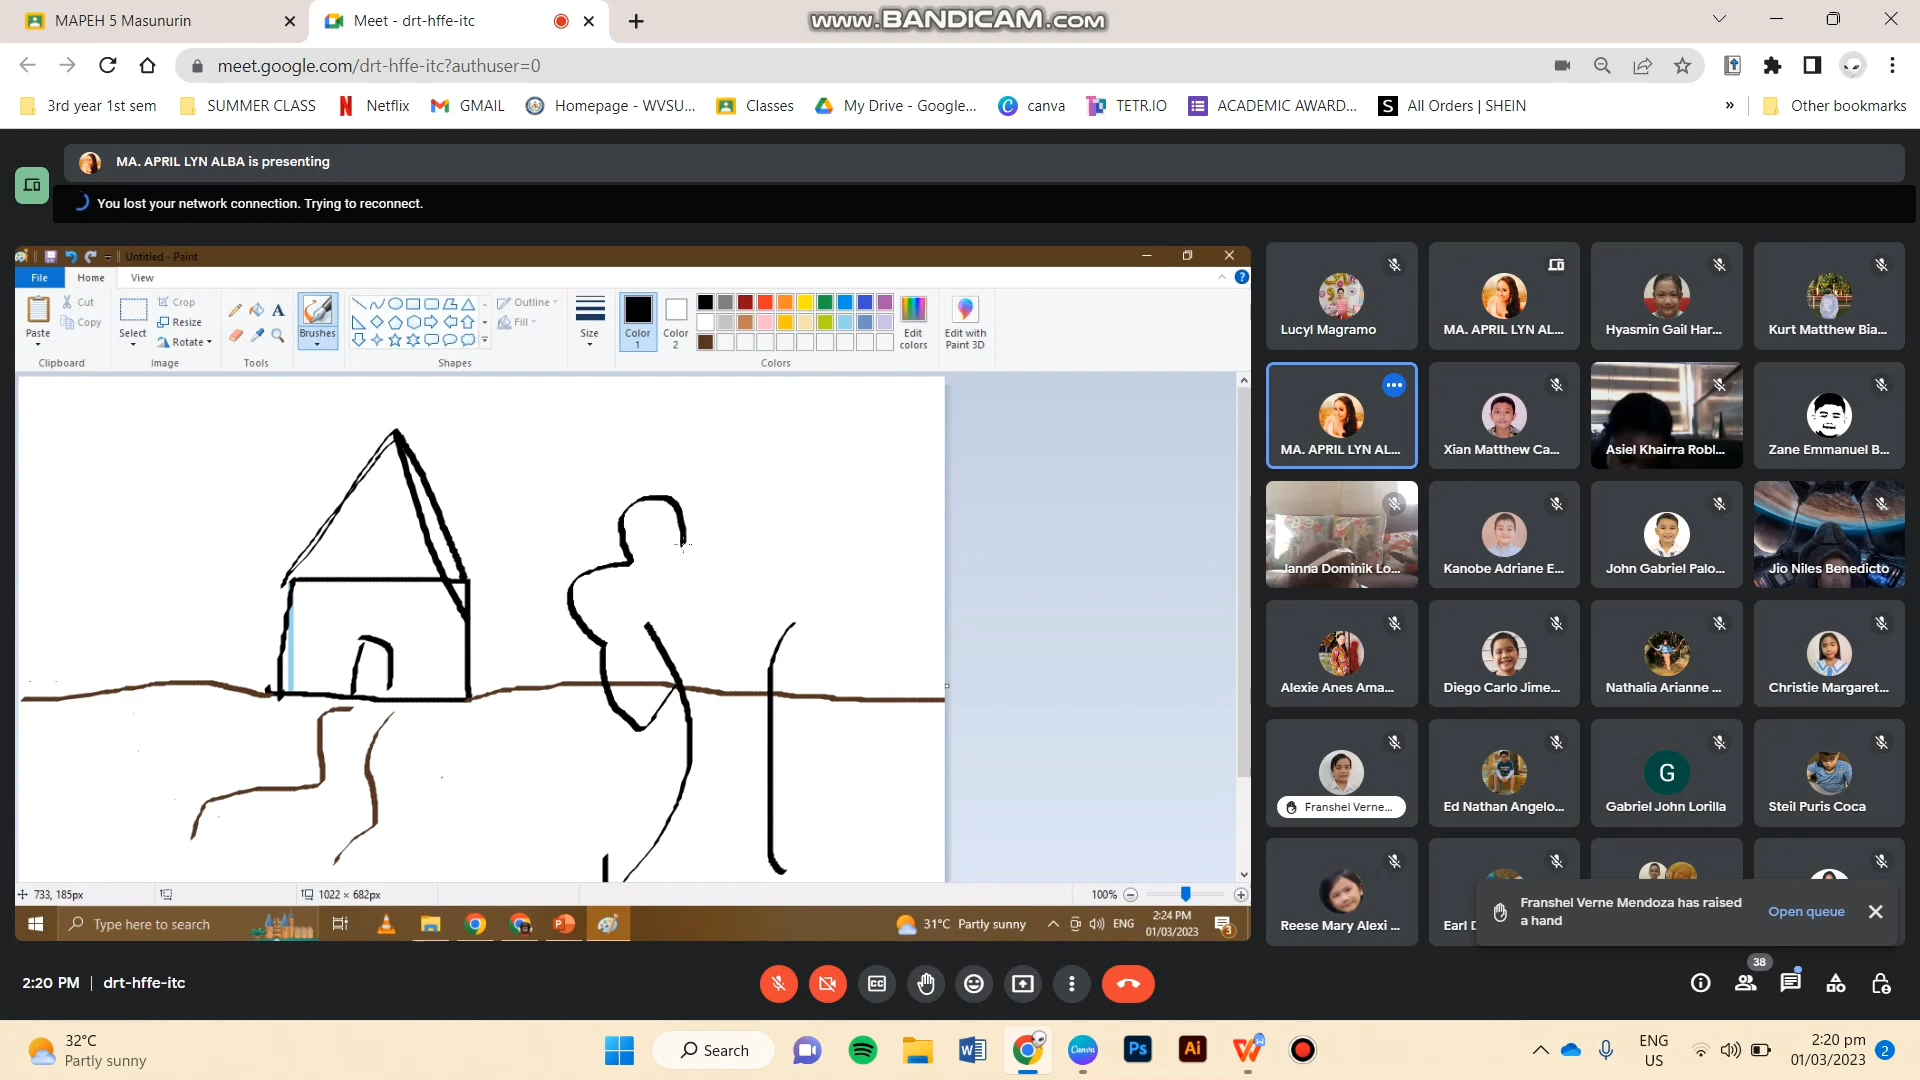 MAPEH 5 Masunurin
Meet - drt-hffe-itc
www.BANDICAM.com
meet.google.com/drt-hffe-itc?authuser=0
3rd year 1st sem
SUMMER CLASS
Netflix
GMAIL
Homepage - WVSU...
Classes
My Drive - Google...
canva
TETR.IO
ACADEMIC AWARD...
All Orders | SHEIN
»
Other bookmarks
MA. APRIL LYN ALBA is presenting
You lost your network connection. Trying to reconnect.
Untitled - Paint
File
Home
View
Paste
Cut
Copy
Clipboard
Select
Crop
Resize
Rotate
Image
A
Tools
Brushes
Shapes
Outline
Fill
Size
Color
1
Color
2
Edit
colors
Colors
Edit with
Paint 3D
733, 185px
1022 × 682px
100%
Type here to search
31°C Partly sunny
ENG
2:24 PM
01/03/2023
3
Lucyl Magramo
MA. APRIL LYN AL...
Hyasmin Gail Har...
Kurt Matthew Bia...
MA. APRIL LYN AL...
Xian Matthew Ca...
Asiel Khairra Robl...
Zane Emmanuel B...
Janna Dominik Lo...
Kanobe Adriane E...
John Gabriel Palo...
Jio Niles Benedicto
Alexie Anes Ama...
Diego Carlo Jime...
Nathalia Arianne ...
Christie Margaret...
Franshel Verne...
Ed Nathan Angelo...
G
Gabriel John Lorilla
Steil Puris Coca
Reese Mary Alexi ...
Franshel Verne Mendoza has raised
a hand
Open queue
2:20 PM | drt-hffe-itc
38
32°C
Partly sunny
Search
Canva
Ps
Ai
ENG
US
2:20 pm
01/03/2023
2